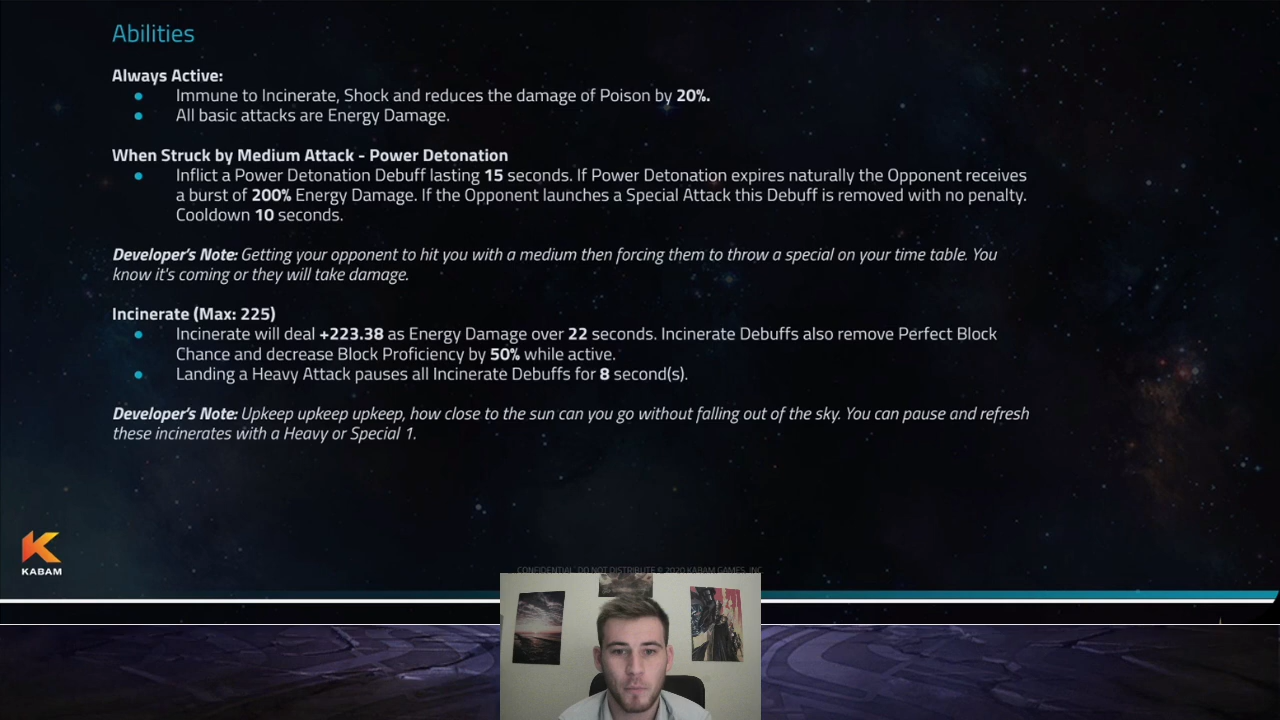 Abilities
Always Active:
Immune to Incinerate, Shock and reduces the damage of Poison by 20%.
All basic attacks are Energy Damage.
When Struck by Medium Attack - Power Detonation
Inflict a Power Detonation Debuff lasting 15 seconds. If Power Detonation expires naturally the Opponent receives
a burst of 200% Energy Damage. If the Opponent launches a Special Attack this Debuff is removed with no penalty.
Cooldown 10 seconds.
Developer's Note: Getting your opponent to hit you with a medium then forcing them to throw a special on your time table. You
know it's coming or they will take damage.
Incinerate (Max: 225)
Incinerate will deal +223.38 as Energy Damage over 22 seconds. Incinerate Debuffs also remove Perfect Block
Chance and decrease Block Proficiency by 50% while active.
Landing a Heavy Attack pauses all Incinerate Debuffs for 8 second(s).
Developer's Note: Upkeep upkeep upkeep, how close to the sun can you go without falling out of the sky. You can pause and refresh
these incinerates with a Heavy or Special 1.
KABAM
CONFIDENTIAL. DO NOT DISTRIBUTE © 2020 KABAM GAMES, INC